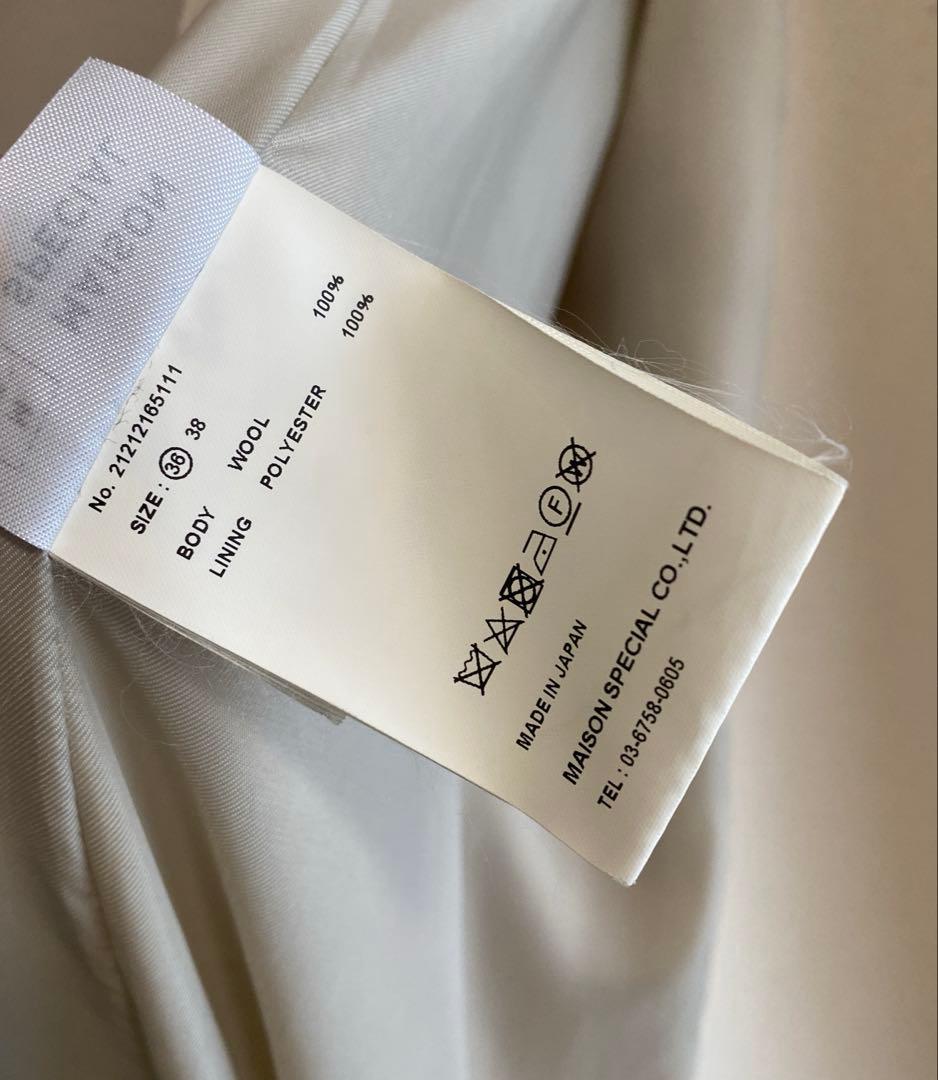 No. 21212165111
SIZE : 36 38
BODY WOOL 100%
LINING POLYESTER 100%
F W
MADE IN JAPAN
MAISON SPECIAL CO.,LTD.
TEL : 03-6758-0605